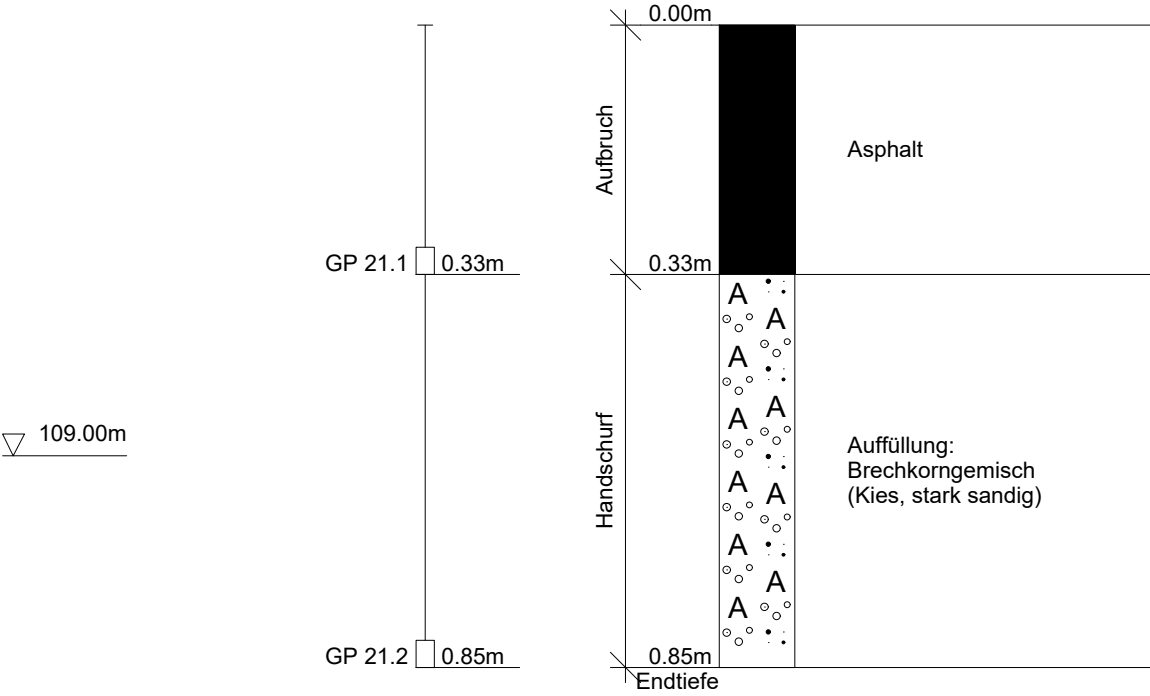 0.00m
Aufbruch
Asphalt
GP 21.1
0.33m
0.33m
A
A
A
A
A
A
A
A
A
A
109.00m
Handschurf
Auffüllung:
Brechkorngemisch
(Kies, stark sandig)
GP 21.2
0.85m
0.85m
Endtiefe